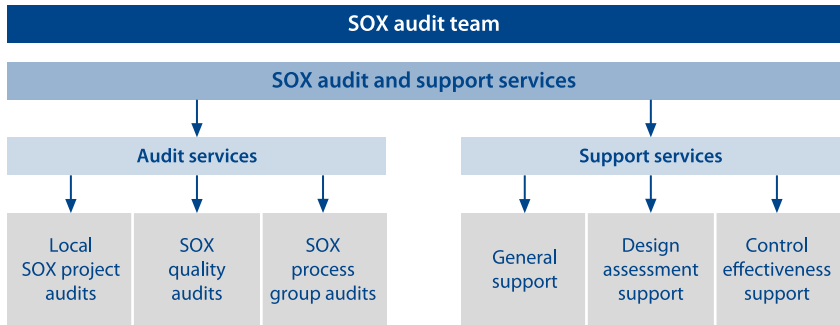 SOX audit team
SOX audit and support services
Audit services
Support services
Local
SOX project
audits
SOX
quality
audits
SOX
process
group audits
General
support
Design
assessment
support
Control
effectiveness
support